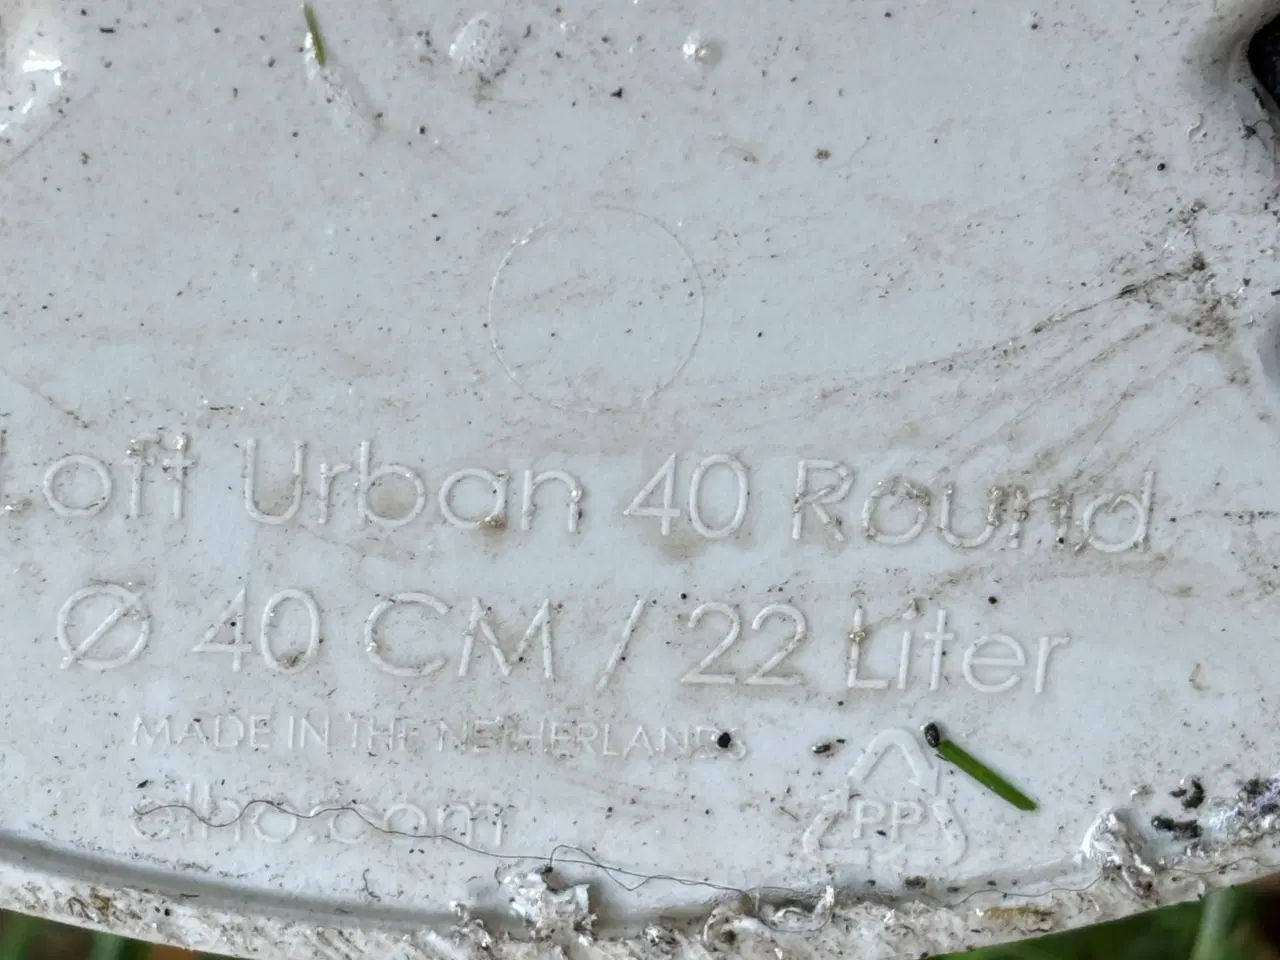 Loft Urban 40 Round
Ø 40 CM / 22 Liter
MADE IN THE NETHERLANDS
elho.com
PP